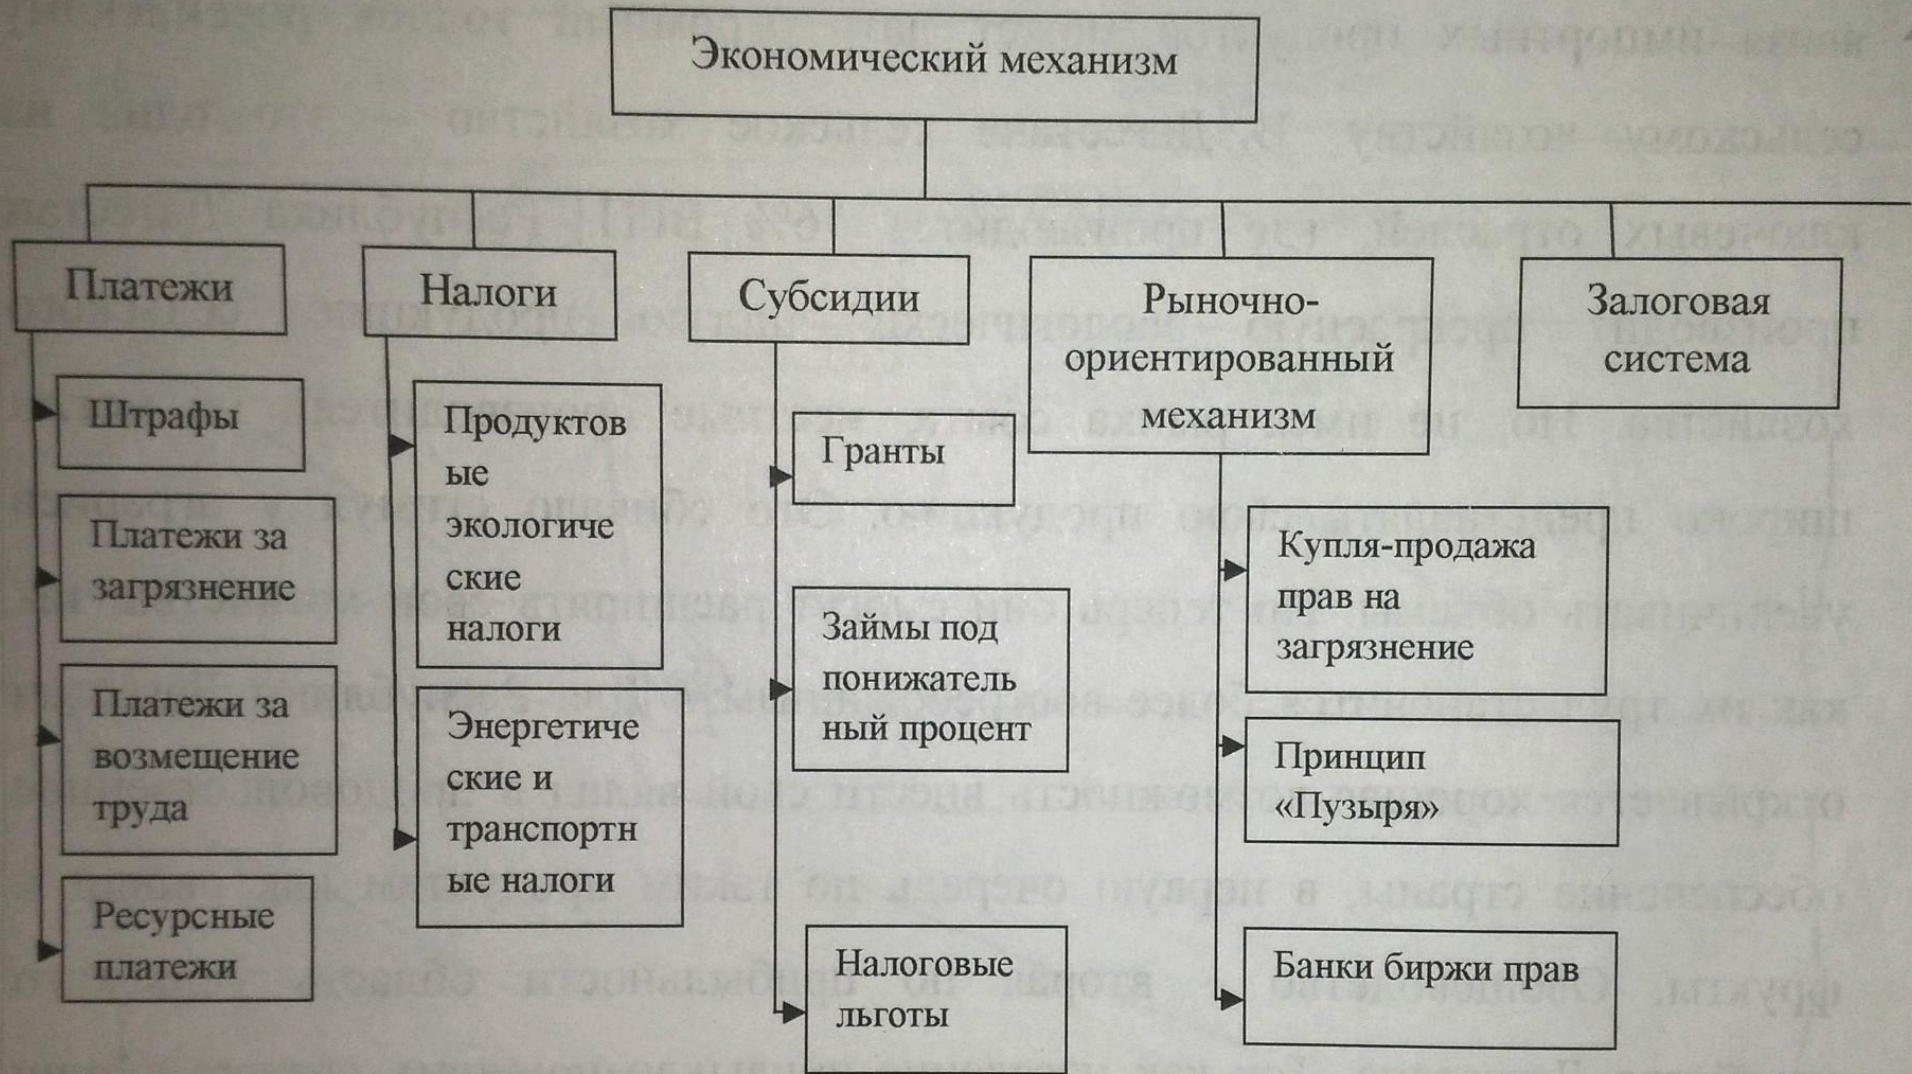 Экономический механизм
Платежи
Штрафы
Платежи за
загрязнение
Платежи за
возмещение
труда
Ресурсные
платежи
Налоги
Продуктов
ые
экологиче
ские
налоги
Энергетиче
ские и
транспортн
ые налоги
Субсидии
Гранты
Займы под
понижатель
ный процент
Налоговые
льготы
Рыночно-
ориентированный
механизм
Купля-продажа
прав на
загрязнение
Принцип
«Пузыря»
Банки биржи прав
Залоговая
система